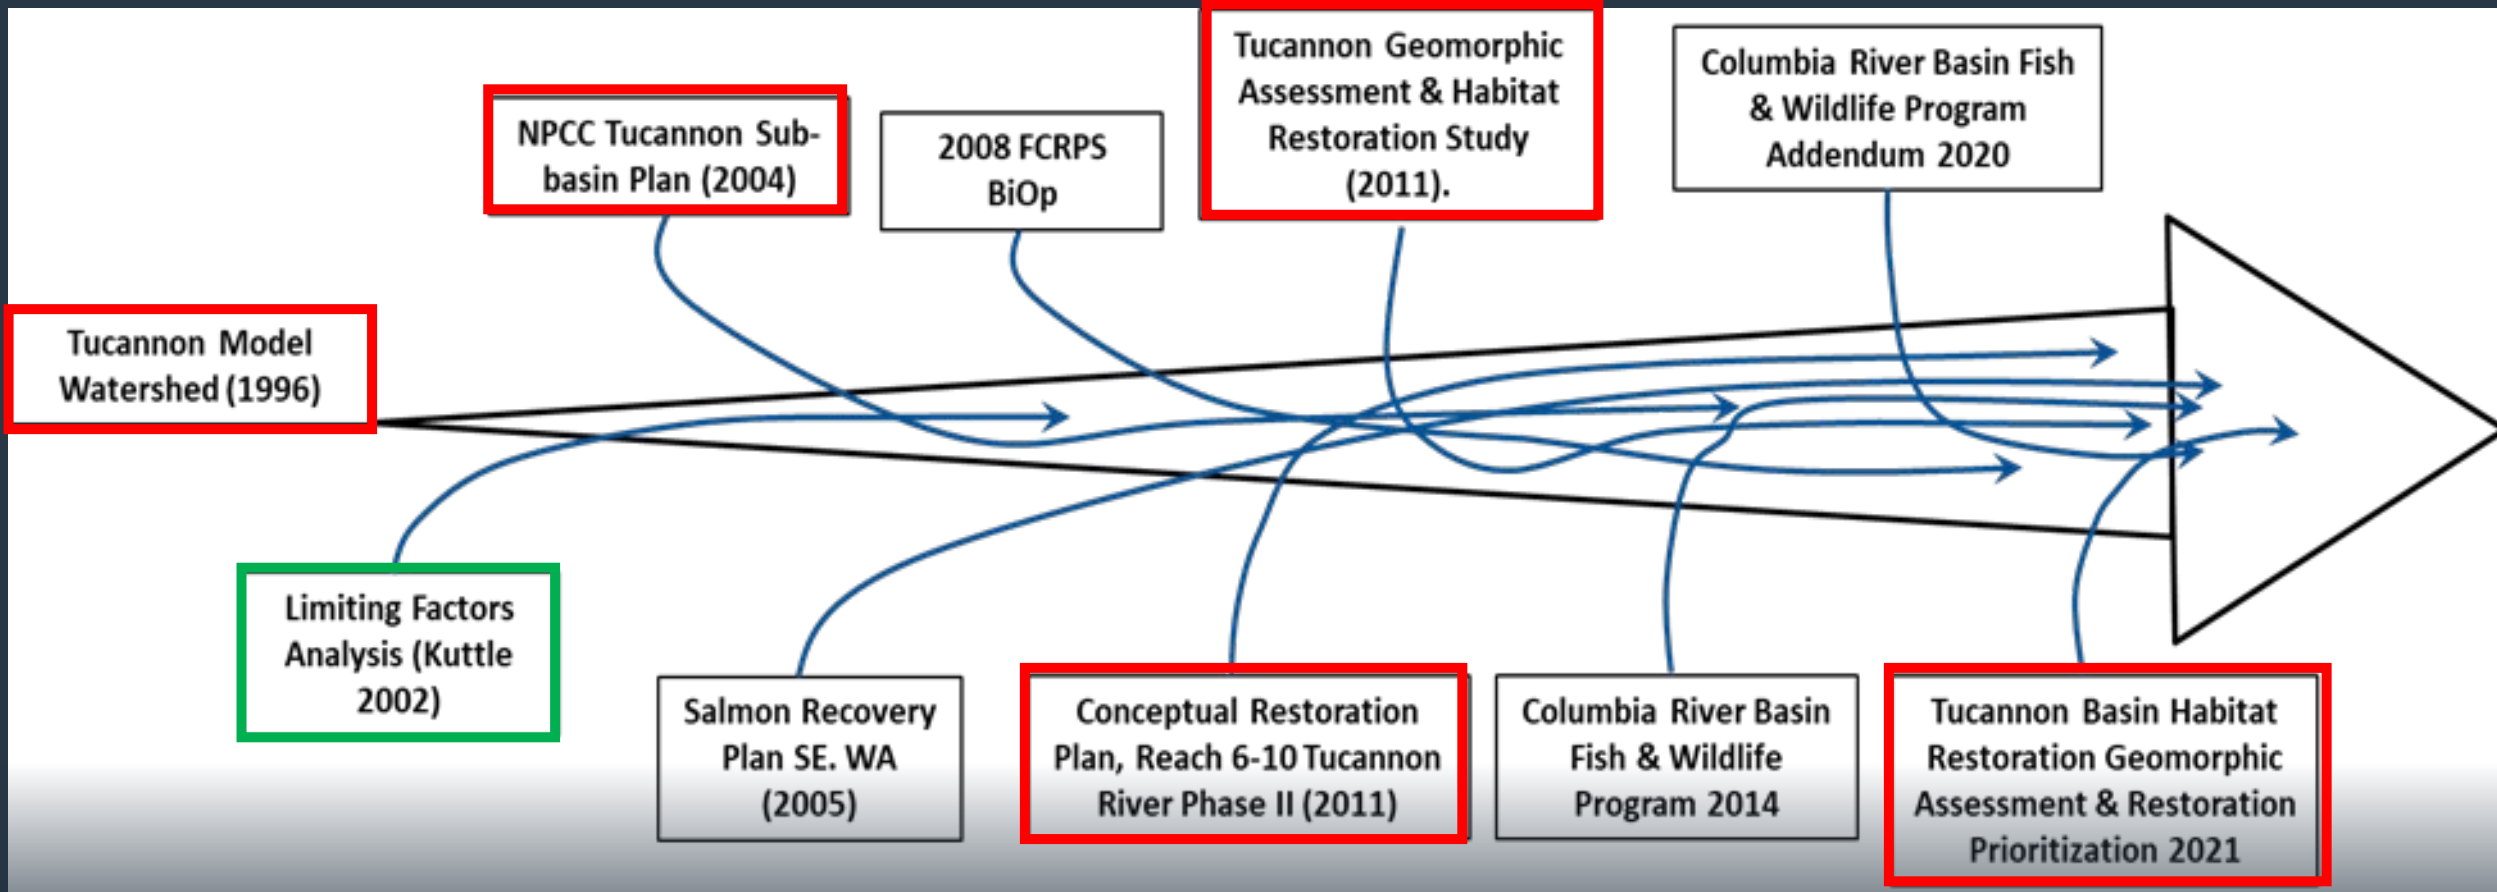 Tucannon Model
Watershed (1996)
NPCC Tucannon Sub-
basin Plan (2004)
2008 FCRPS
BiOp
Tucannon Geomorphic
Assessment & Habitat
Restoration Study
(2011).
Columbia River Basin Fish
& Wildlife Program
Addendum 2020
Limiting Factors
Analysis (Kuttle
2002)
Salmon Recovery
Plan SE. WA
(2005)
Conceptual Restoration
Plan, Reach 6-10 Tucannon
River Phase II (2011)
Columbia River Basin
Fish & Wildlife
Program 2014
Tucannon Basin Habitat
Restoration Geomorphic
Assessment & Restoration
Prioritization 2021